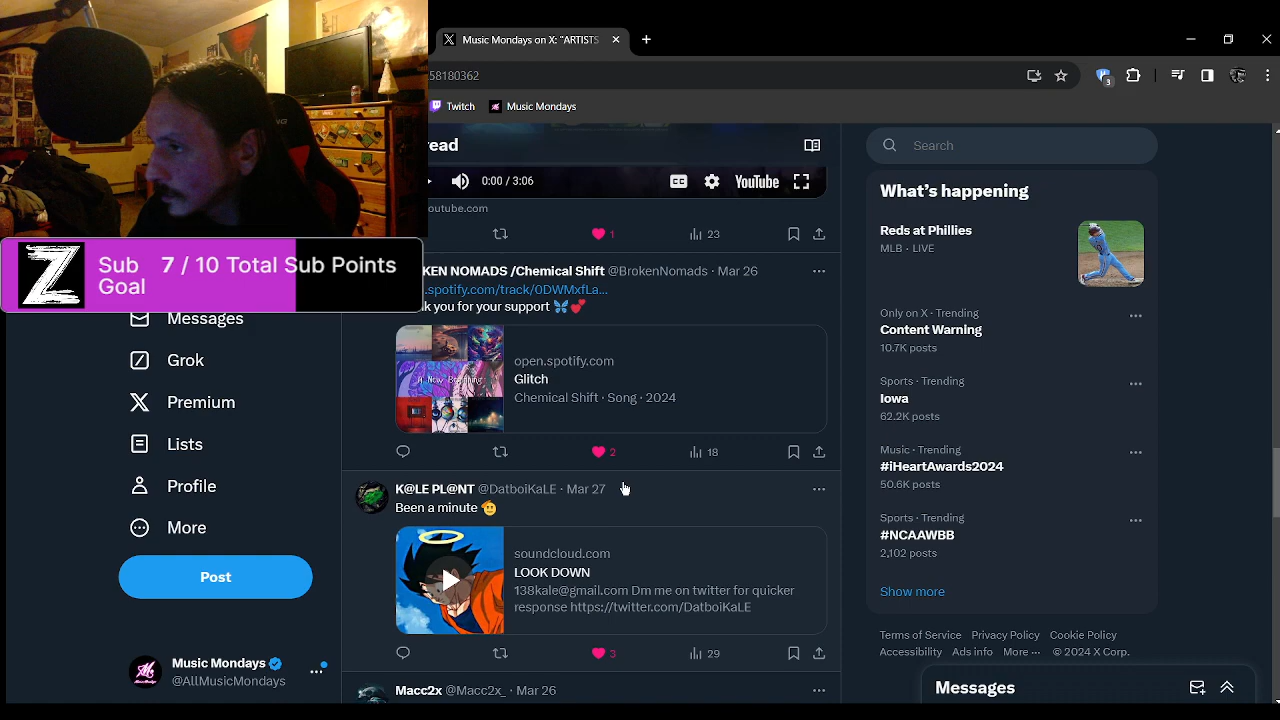 Music Mondays on X: "ARTISTS
58180362
3
Twitch
Music Mondays
read
0:00 / 3:06
CC
YouTube
outube.com
1
23
KEN NOMADS /Chemical Shift @BrokenNomads · Mar 26
.spotify.com/track/0DWMxfLa...
k you for your support 🦋💕
A New Beginning
open.spotify.com
Glitch
Chemical Shift · Song · 2024
2
18
K@LE PL@NT @DatboiKaLE · Mar 27
Been a minute 🫡
soundcloud.com
LOOK DOWN
138kale@gmail.com Dm me on twitter for quicker
response https://twitter.com/DatboiKaLE
3
29
Macc2x @Macc2x_ · Mar 26
Z
Sub Goal
7 / 10 Total Sub Points
Messages
Grok
Premium
Lists
Profile
More
Post
Music Mondays
@AllMusicMondays
Search
What's happening
Reds at Phillies
MLB · LIVE
Only on X · Trending
Content Warning
10.7K posts
Sports · Trending
Iowa
62.2K posts
Music · Trending
#iHeartAwards2024
50.6K posts
Sports · Trending
#NCAAWBB
2,102 posts
Show more
Terms of Service Privacy Policy Cookie Policy
Accessibility Ads info More ··· © 2024 X Corp.
Messages